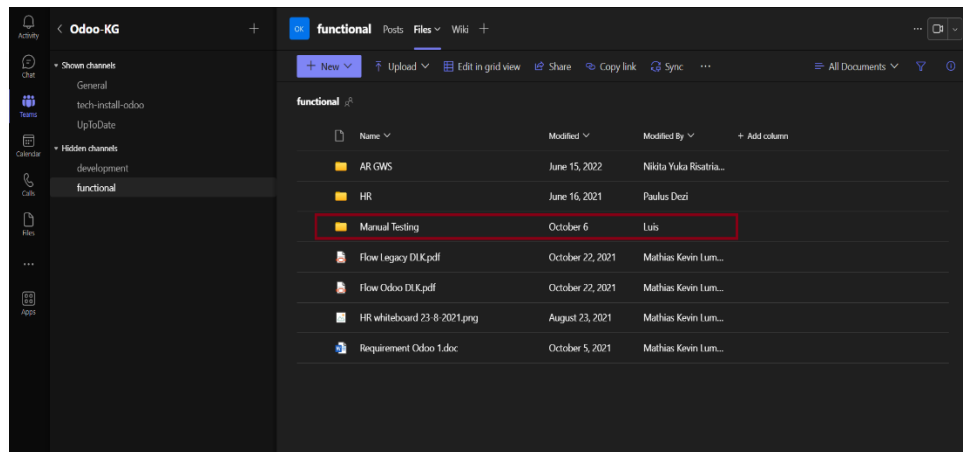 Activity
Chat
Teams
Calendar
Calls
Files
Apps
Odoo-KG
Shown channels
General
tech-install-odoo
UpToDate
Hidden channels
development
functional
OK functional Posts Files Wiki
New Upload Edit in grid view Share Copy link Sync All Documents
functional
Name Modified Modified By + Add column
AR GWS June 15, 2022 Nikita Yuka Risatria...
HR June 16, 2021 Paulus Dezi
Manual Testing October 6 Luis
Flow Legacy DLK.pdf October 22, 2021 Mathias Kevin Lum...
Flow Odoo DLK.pdf October 22, 2021 Mathias Kevin Lum...
HR whiteboard 23-8-2021.png August 23, 2021 Mathias Kevin Lum...
Requirement Odoo 1.doc October 5, 2021 Mathias Kevin Lum...